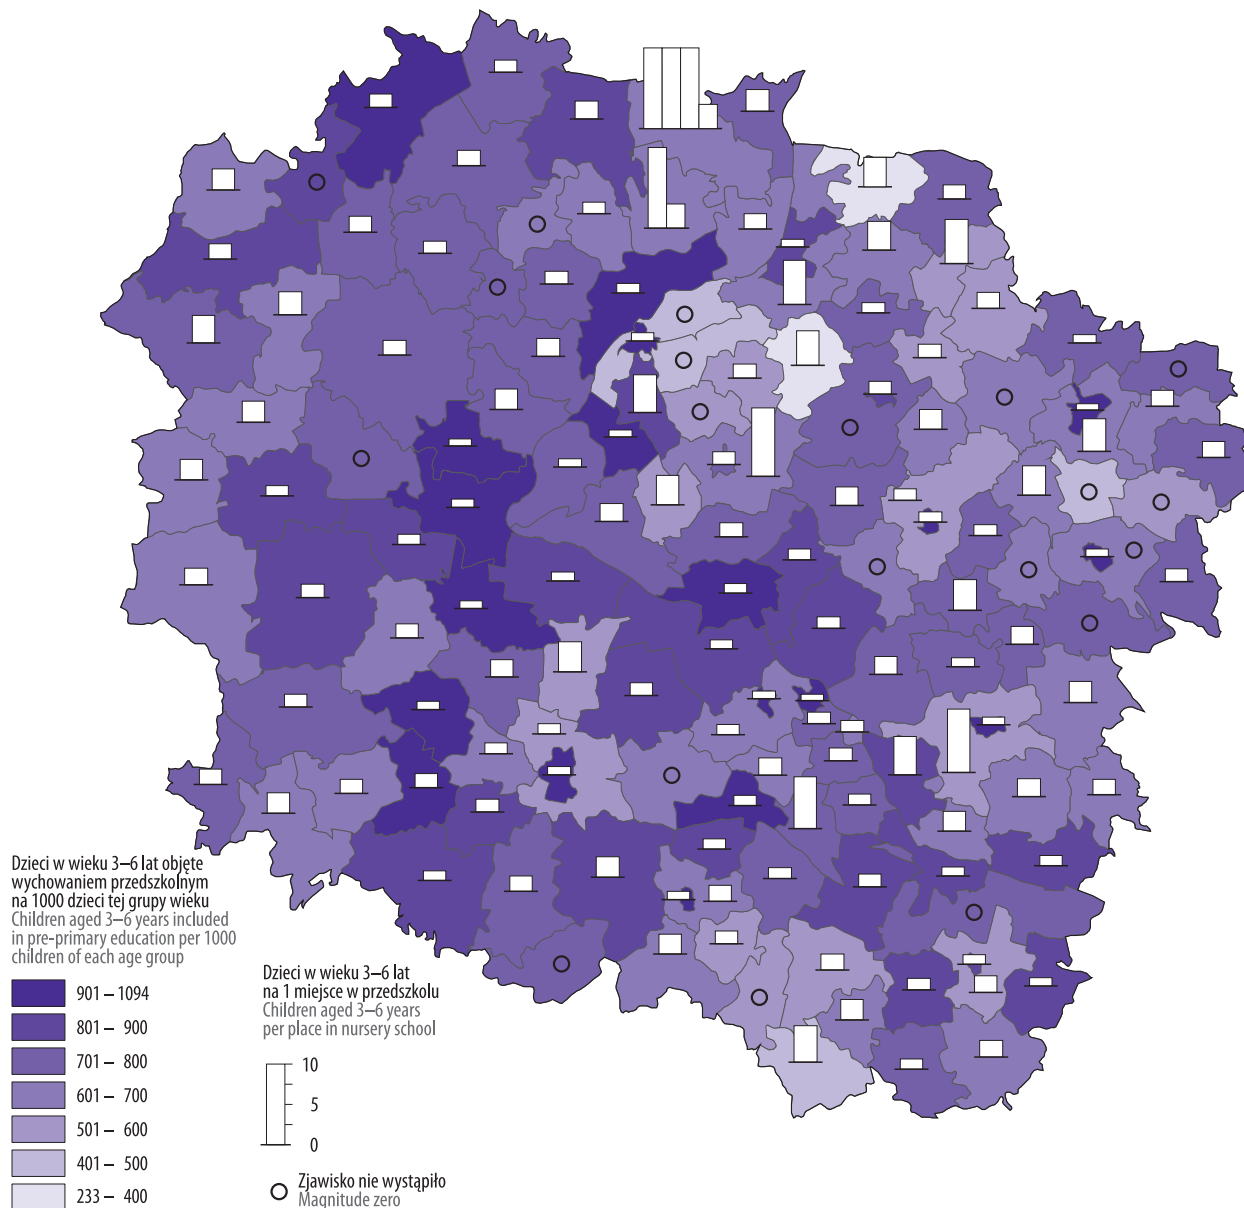 Dzieci w wieku 3–6 lat objęte
wychowaniem przedszkolnym
na 1000 dzieci tej grupy wieku
Children aged 3–6 years included
in pre-primary education per 1000
children of each age group
901 – 1094
801 – 900
701 – 800
601 – 700
501 – 600
401 – 500
233 – 400
Dzieci w wieku 3–6 lat
na 1 miejsce w przedszkolu
Children aged 3–6 years
per place in nursery school
10
5
0
Zjawisko nie wystąpiło
Magnitude zero